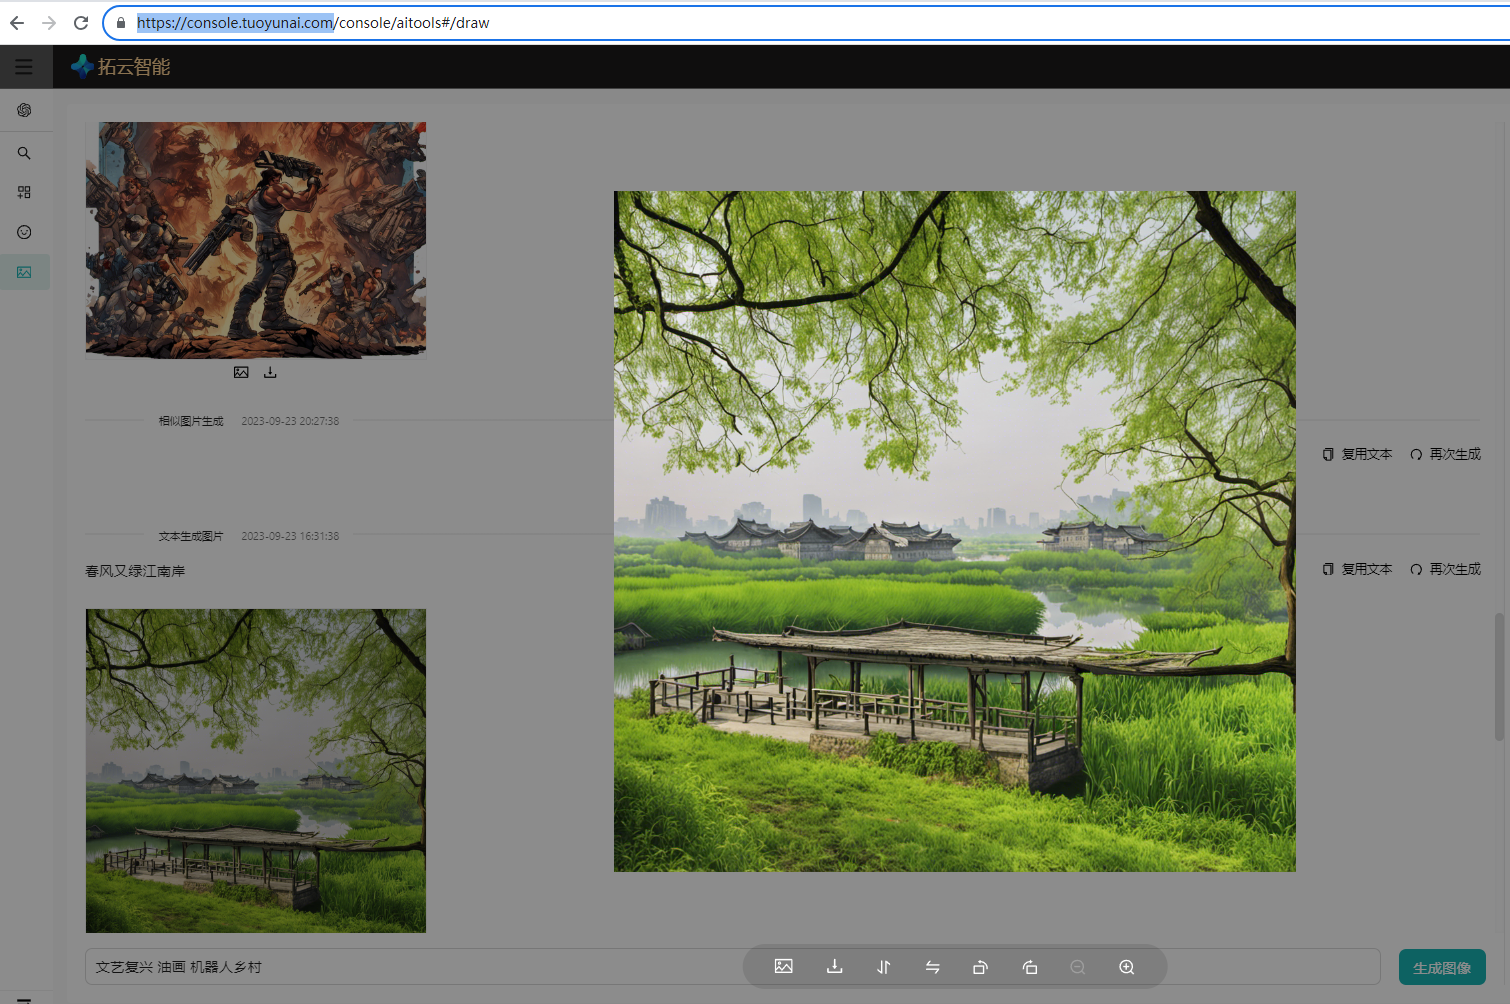 https://console.tuoyunai.com/console/aitools#/draw
拓云智能
相似图片生成 2023-09-23 20:27:38
复用文本 再次生成
文本生成图片 2023-09-23 16:31:38
春风又绿江南岸
复用文本 再次生成
文艺复兴 油画 机器人乡村
生成图像